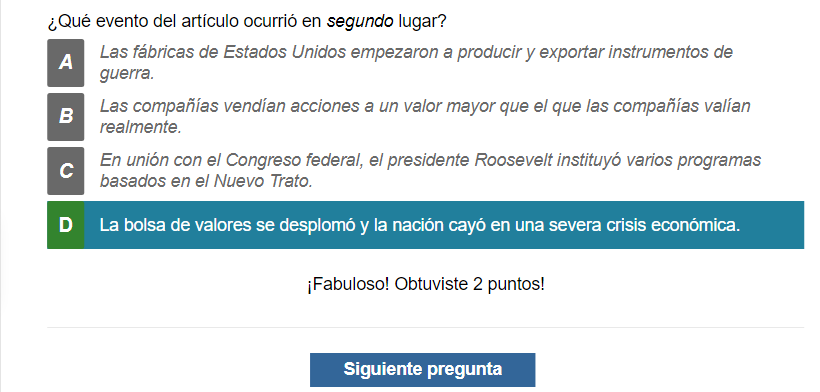 ¿Qué evento del artículo ocurrió en segundo lugar?
A
Las fábricas de Estados Unidos empezaron a producir y exportar instrumentos de
guerra.
B
Las compañías vendían acciones a un valor mayor que el que las compañías valían
realmente.
C
En unión con el Congreso federal, el presidente Roosevelt instituyó varios programas
basados en el Nuevo Trato.
D
La bolsa de valores se desplomó y la nación cayó en una severa crisis económica.
¡Fabuloso! Obtuviste 2 puntos!
Siguiente pregunta